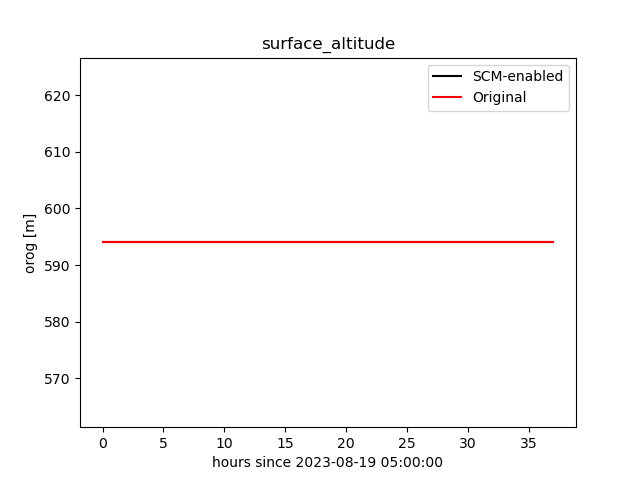 surface_altitude
SCM-enabled
Original
620
610
600
590
580
570
orog [m]
0 5 10 15 20 25 30 35
hours since 2023-08-19 05:00:00